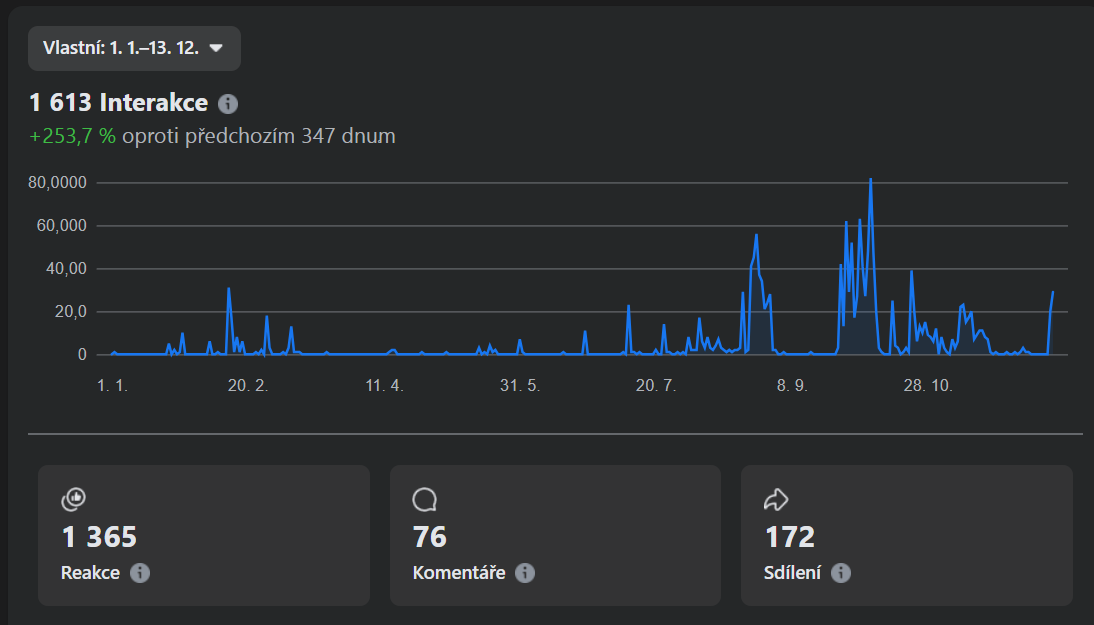 Vlastní: 1. 1.–13. 12.
1 613 Interakce
+253,7 % oproti předchozím 347 dnum
80,0000
60,000
40,00
20,0
0
1. 1.
20. 2.
11. 4.
31. 5.
20. 7.
8. 9.
28. 10.
1 365
Reakce
76
Komentáře
172
Sdílení